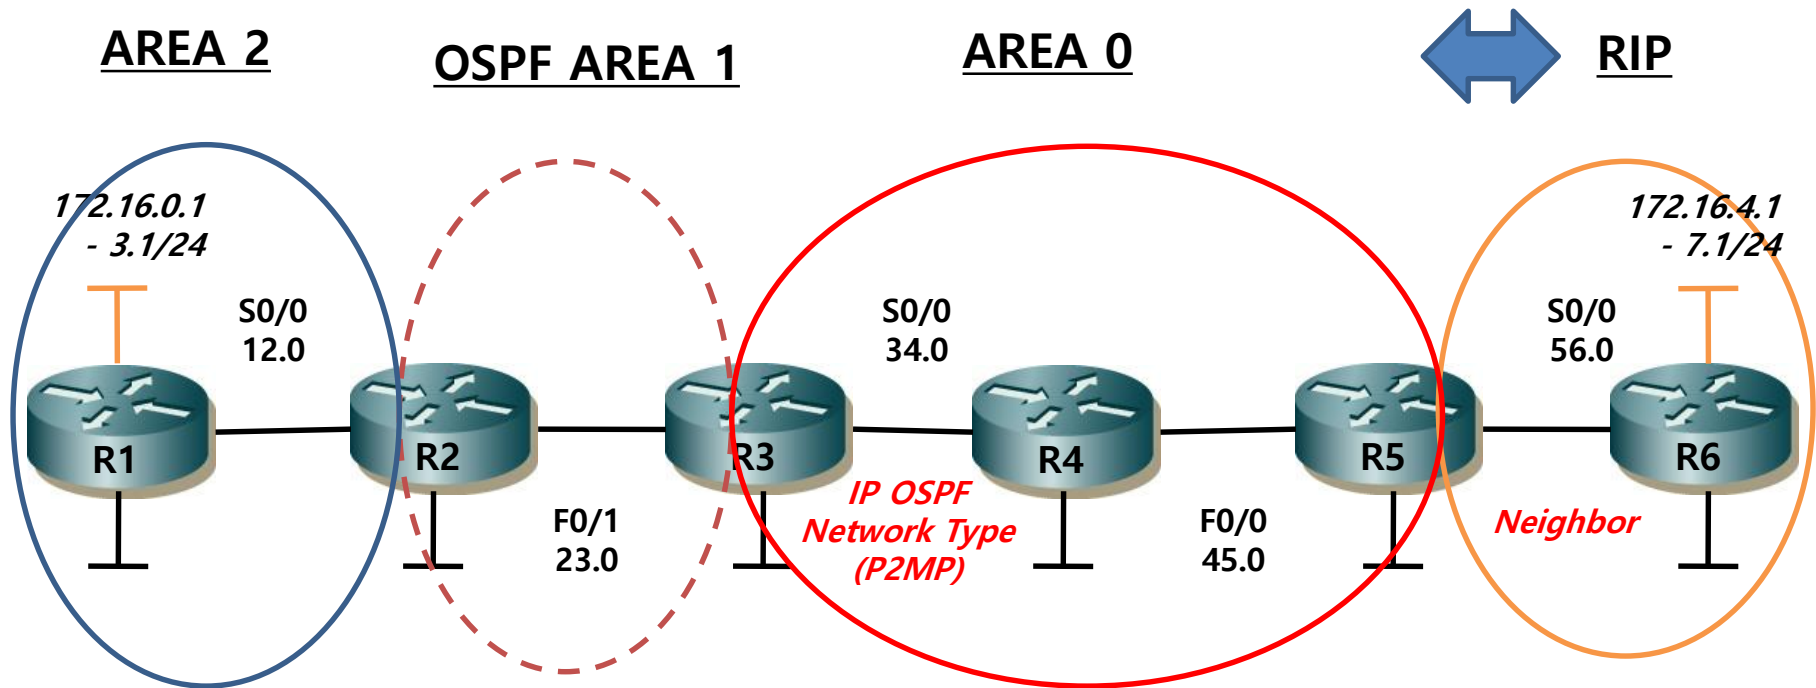 AREA 2
OSPF AREA 1
AREA 0
RIP
172.16.0.1
- 3.1/24
172.16.4.1
- 7.1/24
S0/0
12.0
S0/0
34.0
S0/0
56.0
R1
R2
R3
R4
R5
R6
F0/1
23.0
IP OSPF
Network Type
(P2MP)
F0/0
45.0
Neighbor